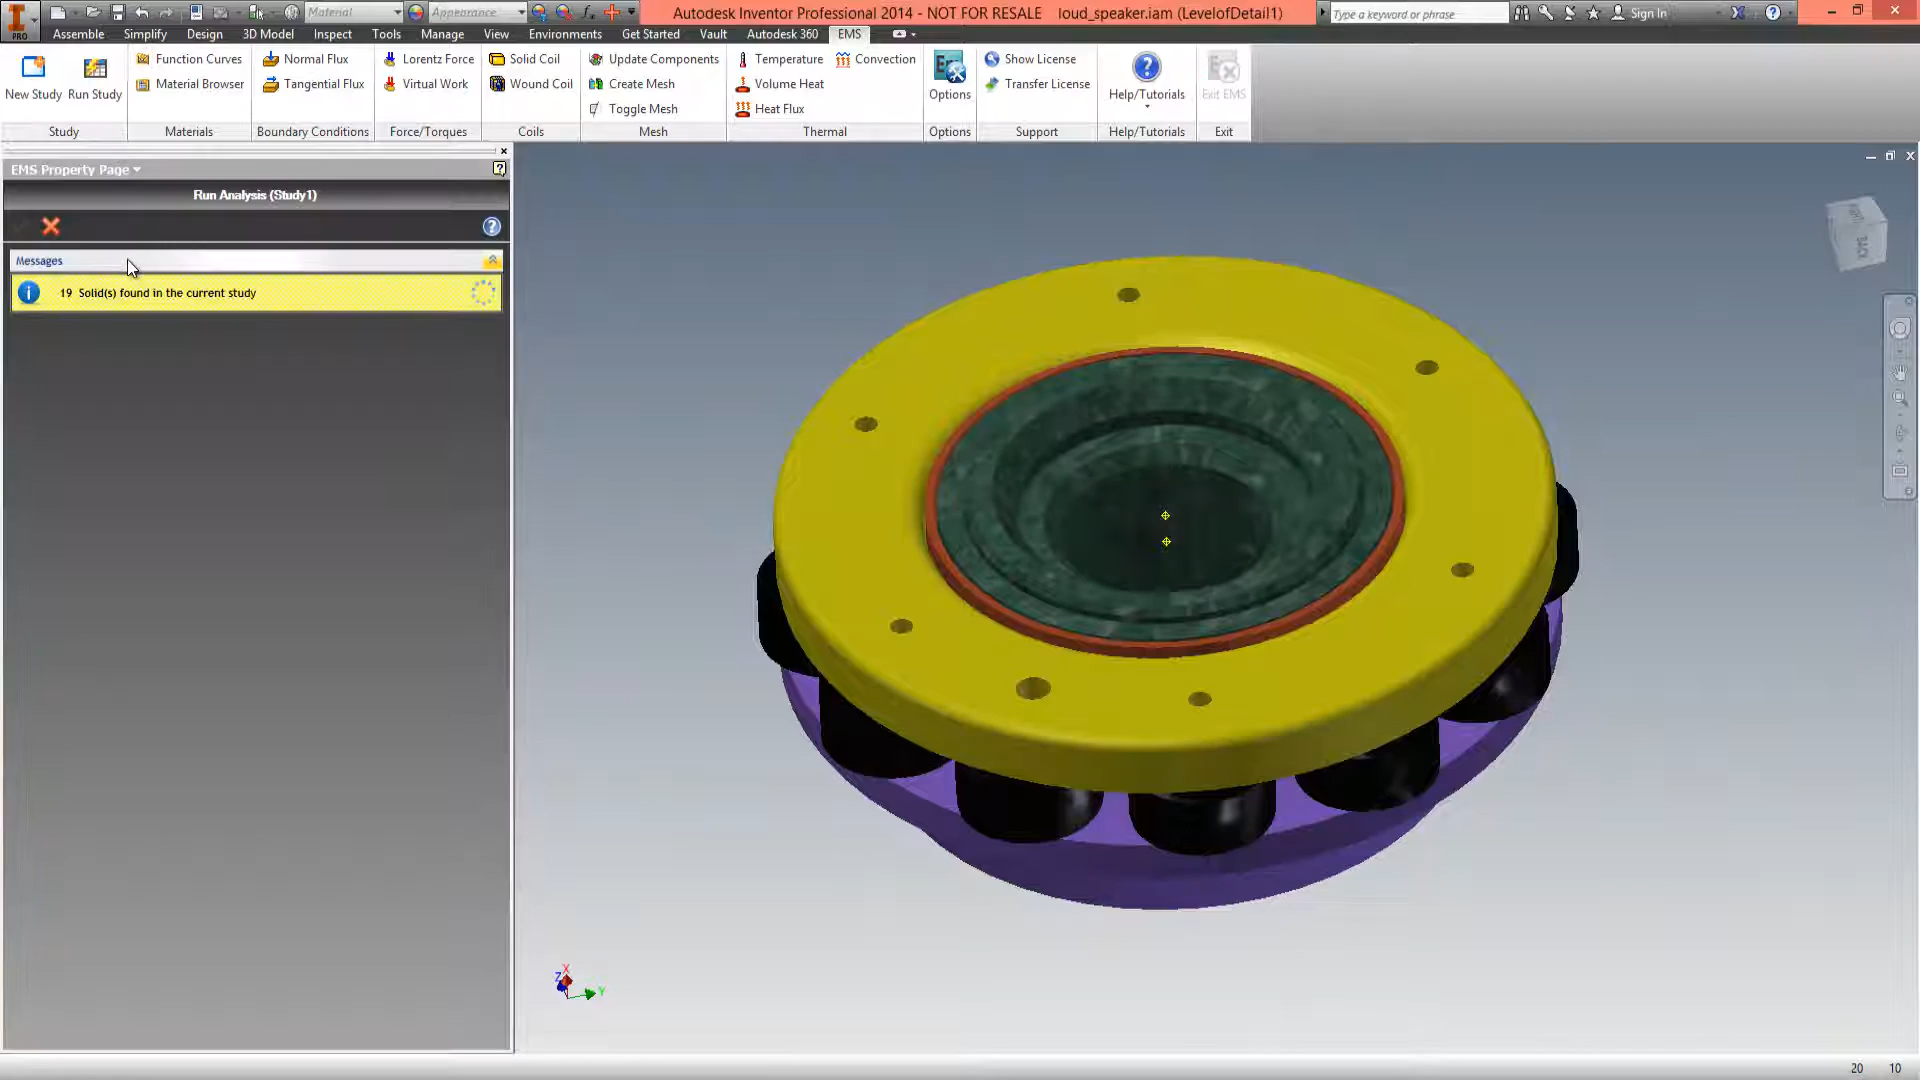 Material
Appearance
Autodesk Inventor Professional 2014 - NOT FOR RESALE loud_speaker.iam (LevelofDetail1)
Type a keyword or phrase
Sign In
PRO
Assemble Simplify Design 3D Model Inspect Tools Manage View Environments Get Started Vault Autodesk 360 EMS
New Study Run Study
Function Curves
Material Browser
Normal Flux
Tangential Flux
Lorentz Force
Virtual Work
Solid Coil
Wound Coil
Update Components
Create Mesh
Toggle Mesh
Temperature
Volume Heat
Heat Flux
Convection
Options
Show License
Transfer License
Help/Tutorials
Exit EMS
Study Materials Boundary Conditions Force/Torques Coils Mesh Thermal Options Support Help/Tutorials Exit
EMS Property Page
Run Analysis (Study1)
Messages
19 Solid(s) found in the current study
BACK
X
Z
Y
20 10